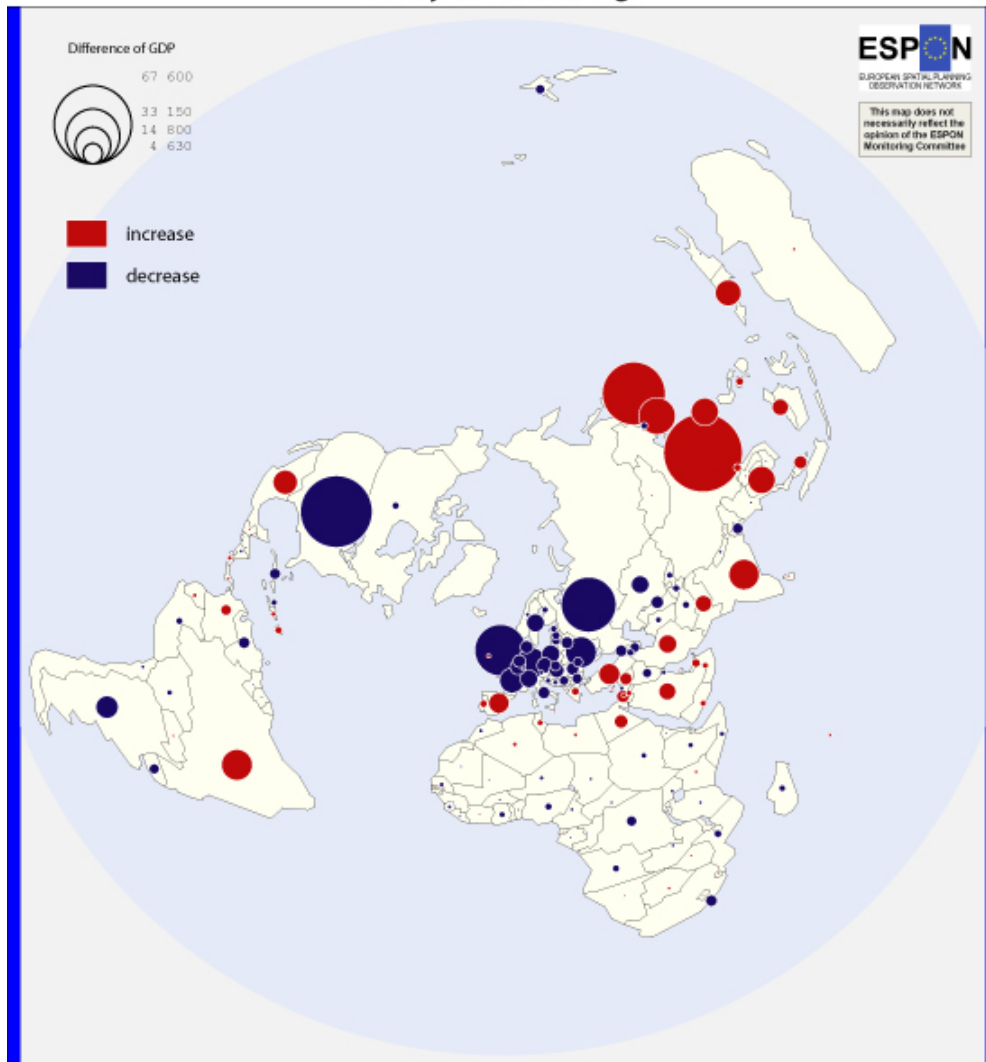 Difference of GDP
67 600
33 150
14 800
4 630
increase
decrease
ESPON
EUROPEAN SPATIAL PLANNING
OBSERVATION NETWORK
This map does not
necessarily reflect the
opinion of the ESPON
Monitoring Committee